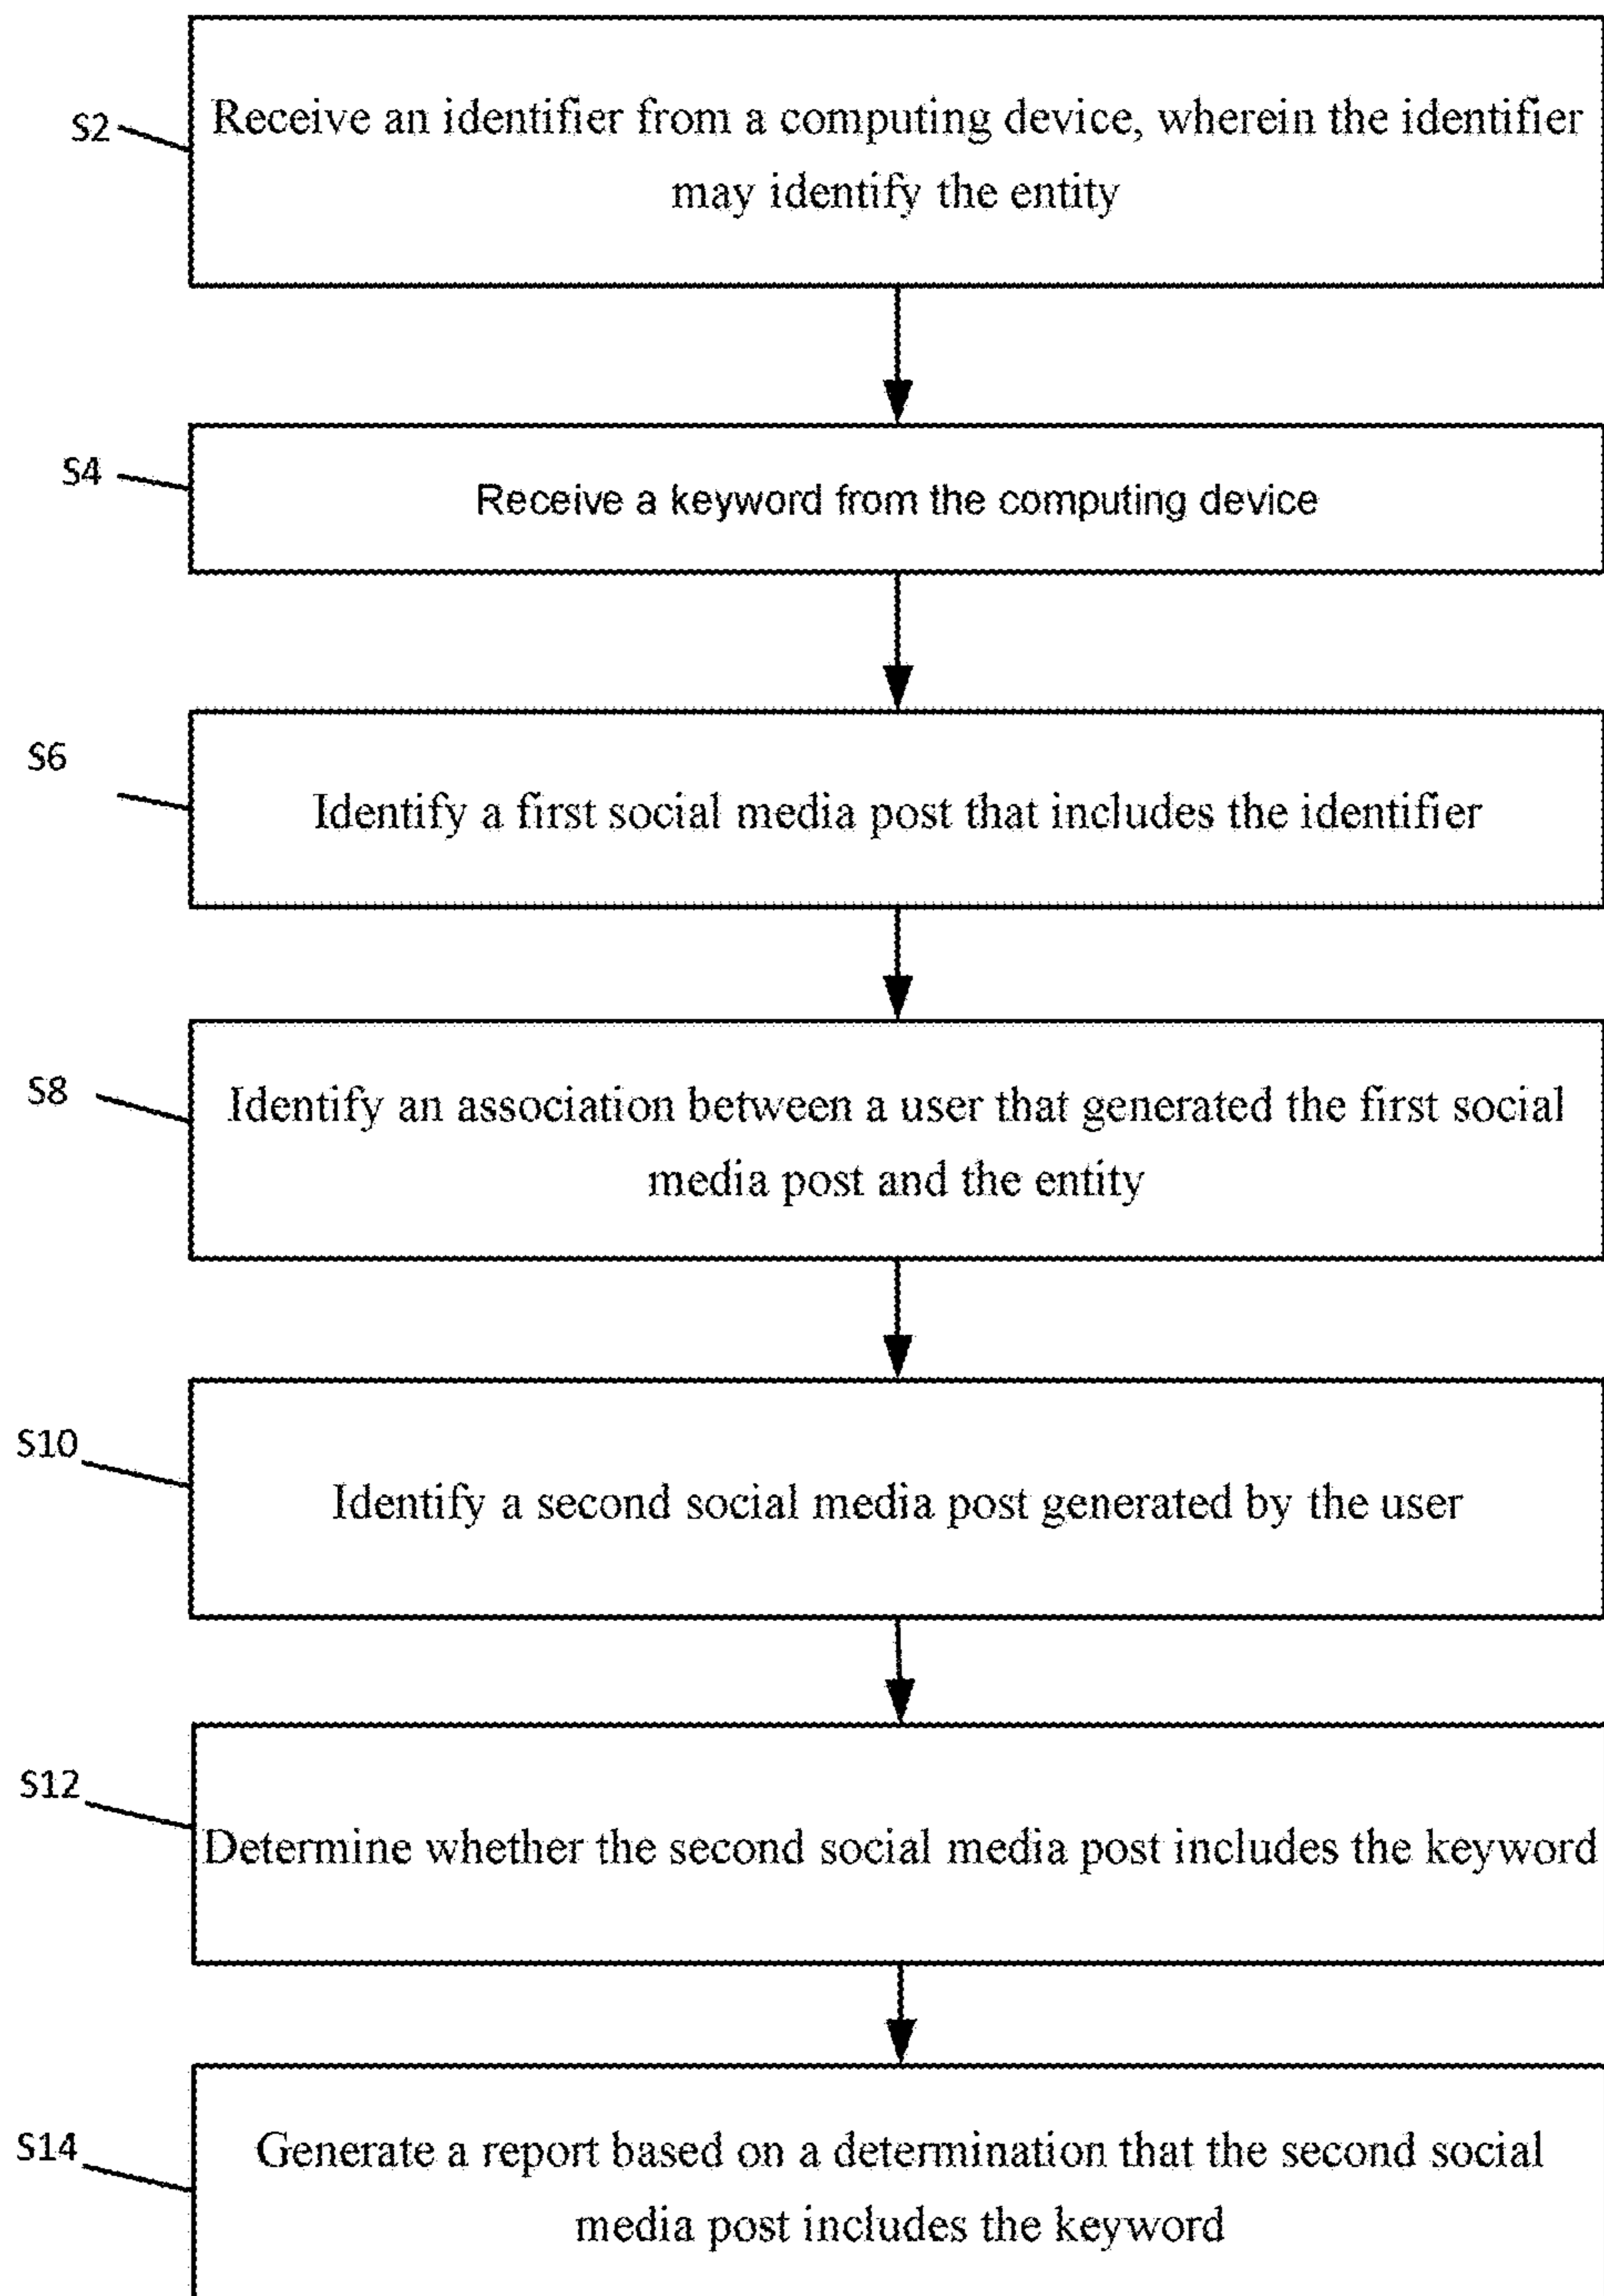 S2
Receive an identifier from a computing device, wherein the identifier
may identify the entity
S4
Receive a keyword from the computing device
S6
Identify a first social media post that includes the identifier
S8
Identify an association between a user that generated the first social
media post and the entity
S10
Identify a second social media post generated by the user
S12
Determine whether the second social media post includes the keyword
S14
Generate a report based on a determination that the second social
media post includes the keyword